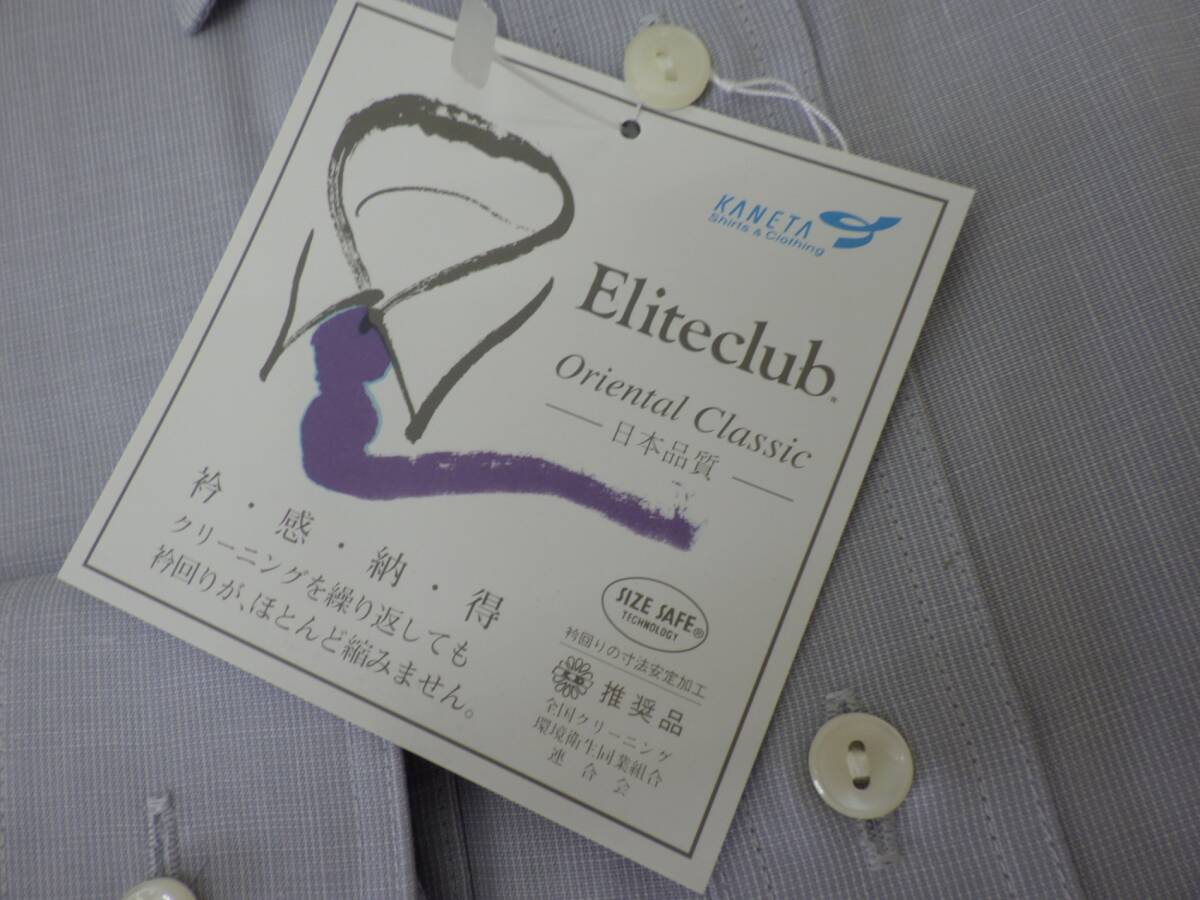 KANETA
Shirts & Clothing
Eliteclub®
Oriental Classic
日本品質
衿・感・納・得
クリーニングを繰り返しても
衿回りが、ほとんど縮みません。
SIZE SAFE®
TECHNOLOGY
衿回りの寸法安定加工
推奨品
全国クリーニング
環境衛生同業組合
連合会